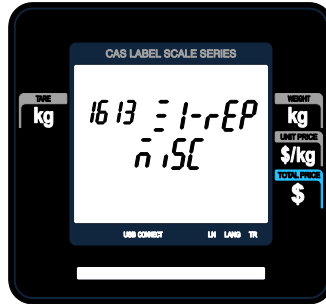 CAS LABEL SCALE SERIES
TARE
kg
1613 Ξ1-rEP
n̄iSC
WEIGHT
kg
UNIT PRICE
$/kg
TOTAL PRICE
$
USB CONNECT LN LANG TR